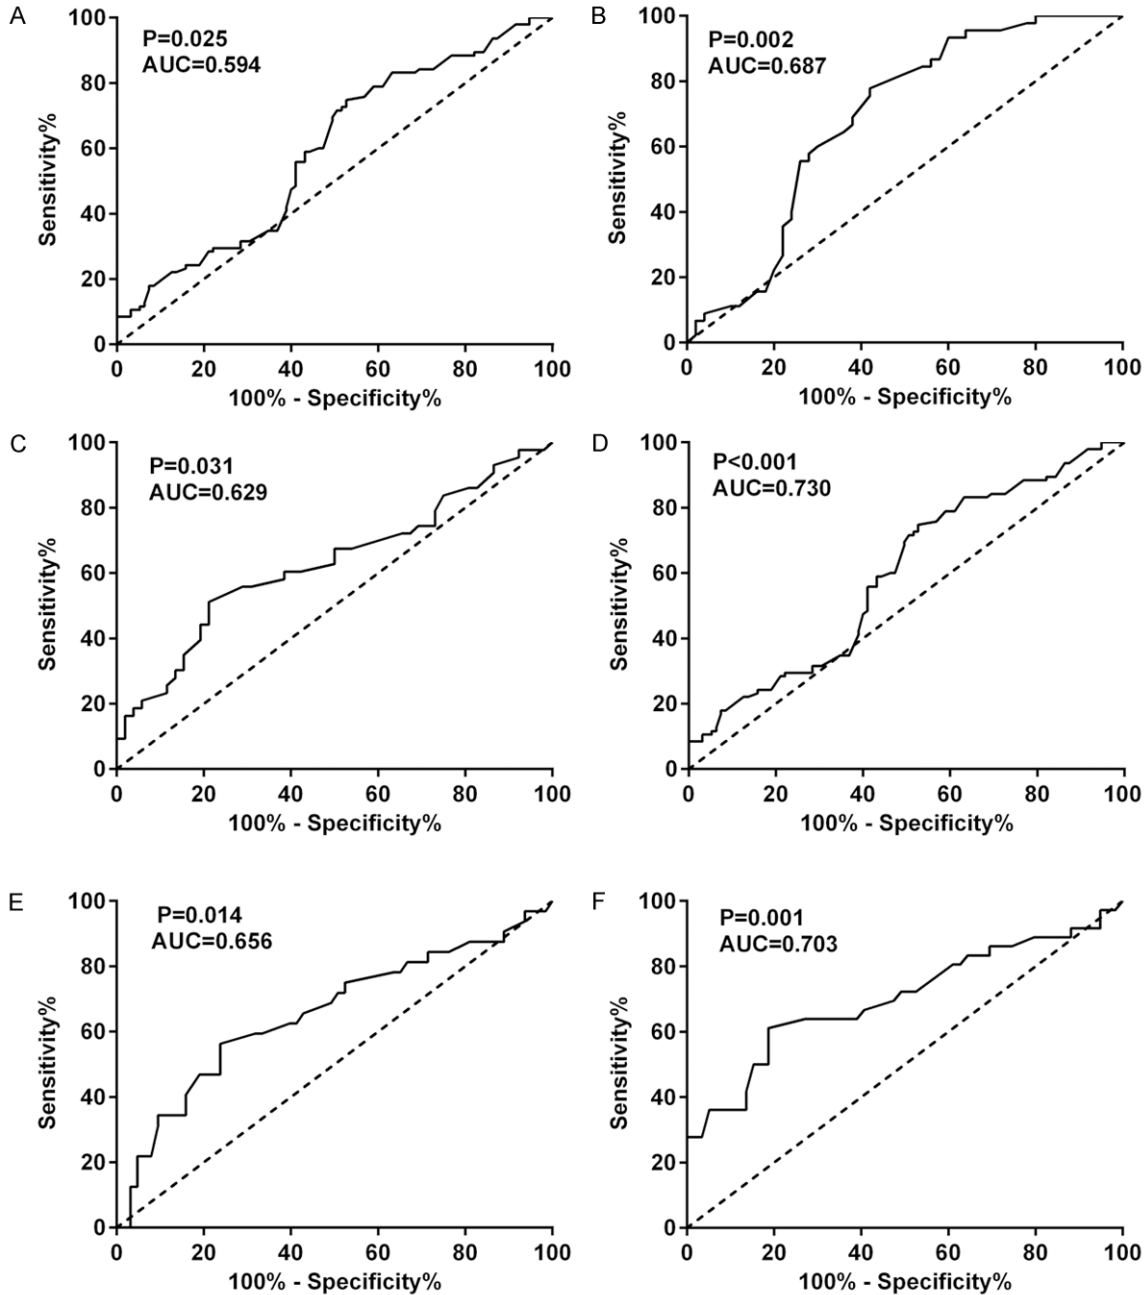 A
P=0.025
AUC=0.594
Sensitivity%
100
80
60
40
20
0
0 20 40 60 80 100
100% - Specificity%
B
P=0.002
AUC=0.687
Sensitivity%
100
80
60
40
20
0
0 20 40 60 80 100
100% - Specificity%
C
P=0.031
AUC=0.629
Sensitivity%
100
80
60
40
20
0
0 20 40 60 80 100
100% - Specificity%
D
P<0.001
AUC=0.730
Sensitivity%
100
80
60
40
20
0
0 20 40 60 80 100
100% - Specificity%
E
P=0.014
AUC=0.656
Sensitivity%
100
80
60
40
20
0
0 20 40 60 80 100
100% - Specificity%
F
P=0.001
AUC=0.703
Sensitivity%
100
80
60
40
20
0
0 20 40 60 80 100
100% - Specificity%